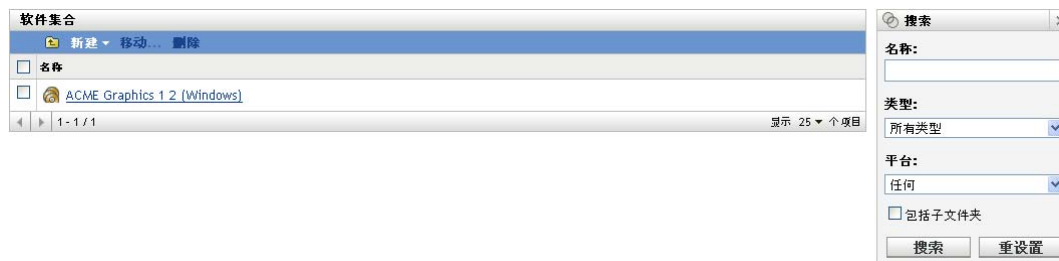 软件集合
新建 移动... 删除
名称
ACME Graphics 1 2 (Windows)
1 - 1 / 1
显示 25 个项目
搜索
名称:
类型:
所有类型
平台:
任何
包括子文件夹
搜索 重设置